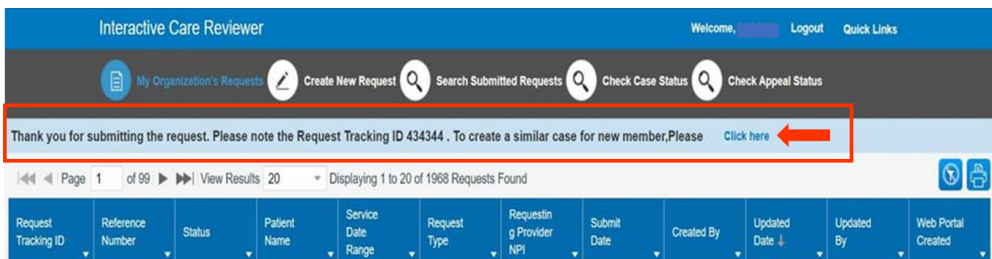 Interactive Care Reviewer
Welcome,
Logout
Quick Links
My Organization's Requests
Create New Request
Search Submitted Requests
Check Case Status
Check Appeal Status
Thank you for submitting the request. Please note the Request Tracking ID 434344 . To create a similar case for new member,Please Click here
Page 1 of 99 View Results 20 Displaying 1 to 20 of 1968 Requests Found
Request
Tracking ID
Reference
Number
Status
Patient
Name
Service
Date
Range
Request
Type
Requestin
g Provider
NPI
Submit
Date
Created By
Updated
Date
Updated
By
Web Portal
Created